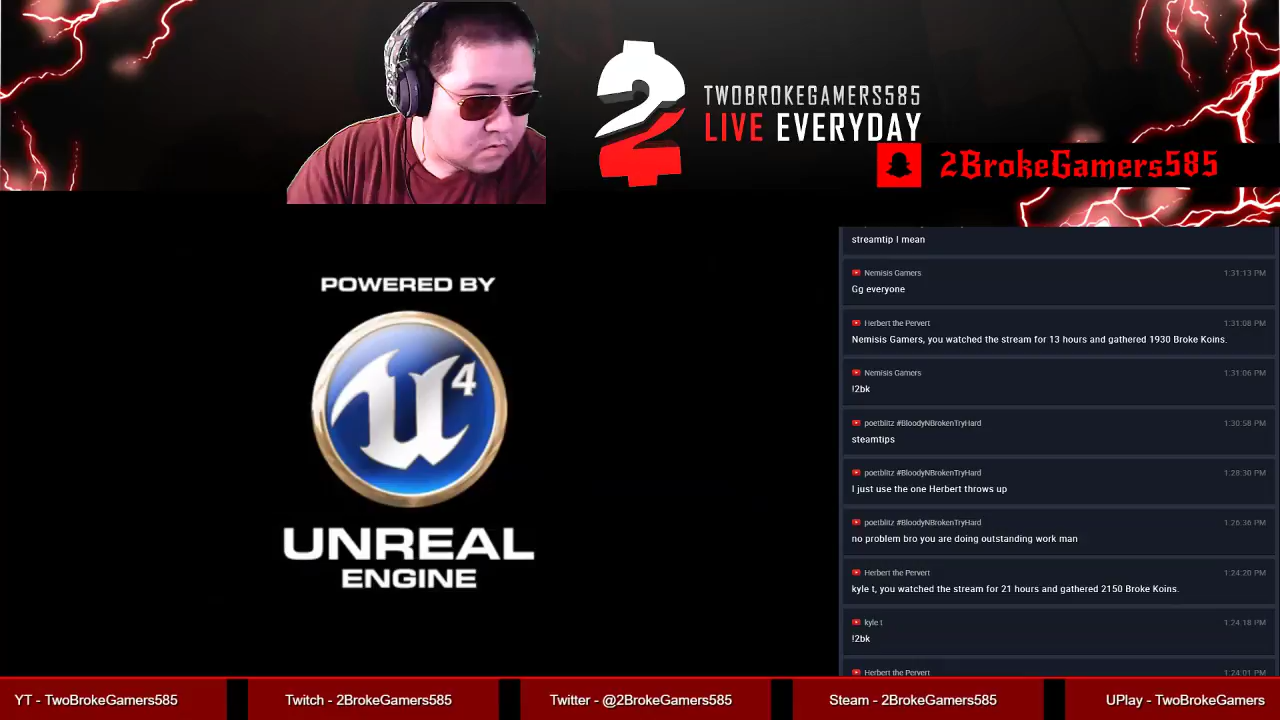 2
TWOBROKEGAMERS585
LIVE EVERYDAY
2BrokeGamers585
POWERED BY
U4
UNREAL
ENGINE
streamtip I mean
Nemisis Gamers 1:31:13 PM
Gg everyone
Herbert the Pervert 1:31:08 PM
Nemisis Gamers, you watched the stream for 13 hours and gathered 1930 Broke Koins.
Nemisis Gamers 1:31:06 PM
!2bk
poetblitz #BloodyNBrokenTryHard 1:30:58 PM
steamtips
poetblitz #BloodyNBrokenTryHard 1:28:30 PM
I just use the one Herbert throws up
poetblitz #BloodyNBrokenTryHard 1:26:36 PM
no problem bro you are doing outstanding work man
Herbert the Pervert 1:24:20 PM
kyle t, you watched the stream for 21 hours and gathered 2150 Broke Koins.
kyle t 1:24:18 PM
!2bk
Herbert the Pervert 1:24:01 PM
YT - TwoBrokeGamers585 Twitch - 2BrokeGamers585 Twitter - @2BrokeGamers585 Steam - 2BrokeGamers585 UPlay - TwoBrokeGamers